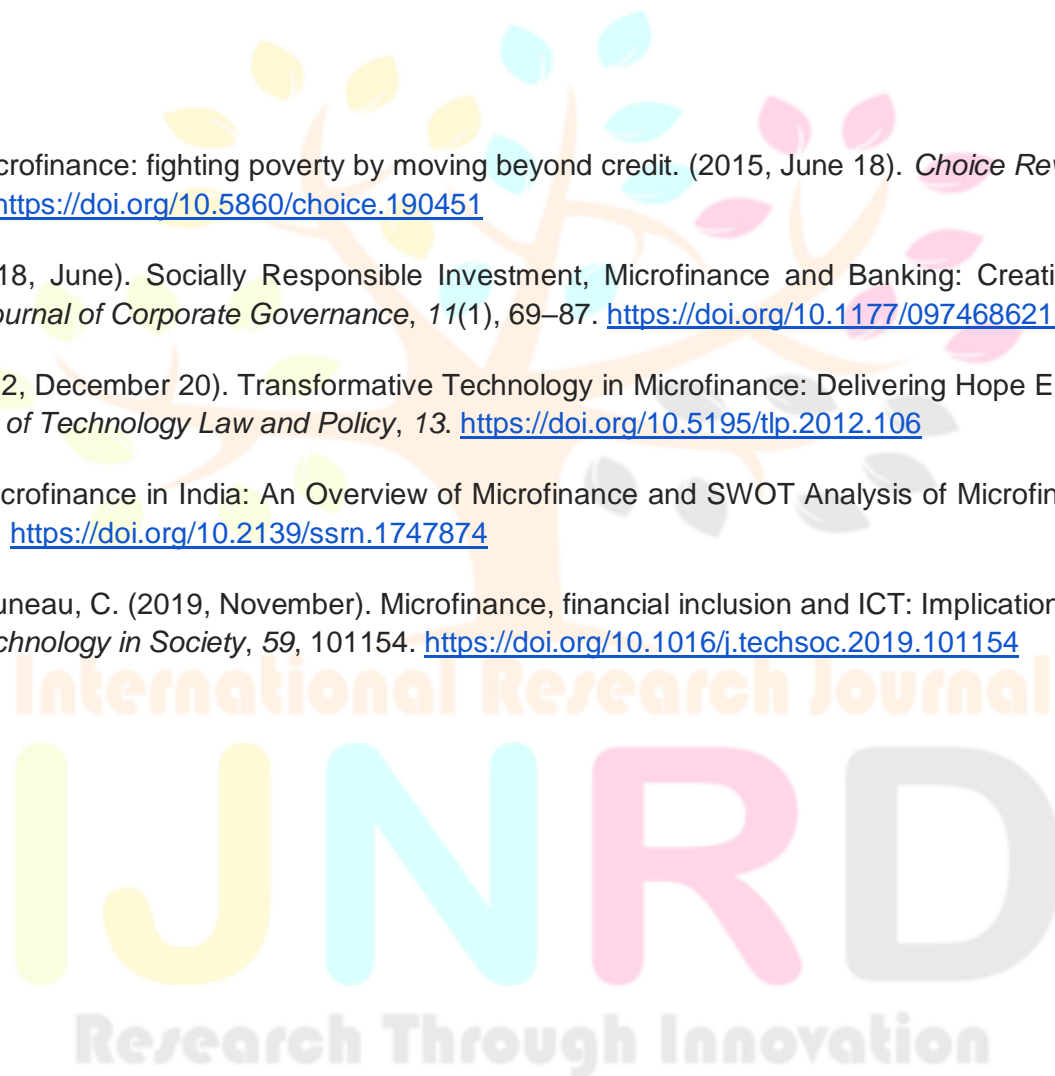 crofinance: fighting poverty by moving beyond credit. (2015, June 18). Choice Rev
https://doi.org/10.5860/choice.190451
18, June). Socially Responsible Investment, Microfinance and Banking: Creati
ournal of Corporate Governance, 11(1), 69–87. https://doi.org/10.1177/097468621
2, December 20). Transformative Technology in Microfinance: Delivering Hope E
of Technology Law and Policy, 13. https://doi.org/10.5195/tlp.2012.106
crofinance in India: An Overview of Microfinance and SWOT Analysis of Microfin
https://doi.org/10.2139/ssrn.1747874
uneau, C. (2019, November). Microfinance, financial inclusion and ICT: Implication
chnology in Society, 59, 101154. https://doi.org/10.1016/j.techsoc.2019.101154
International Research Journal
IJNRD
Research Through Innovation